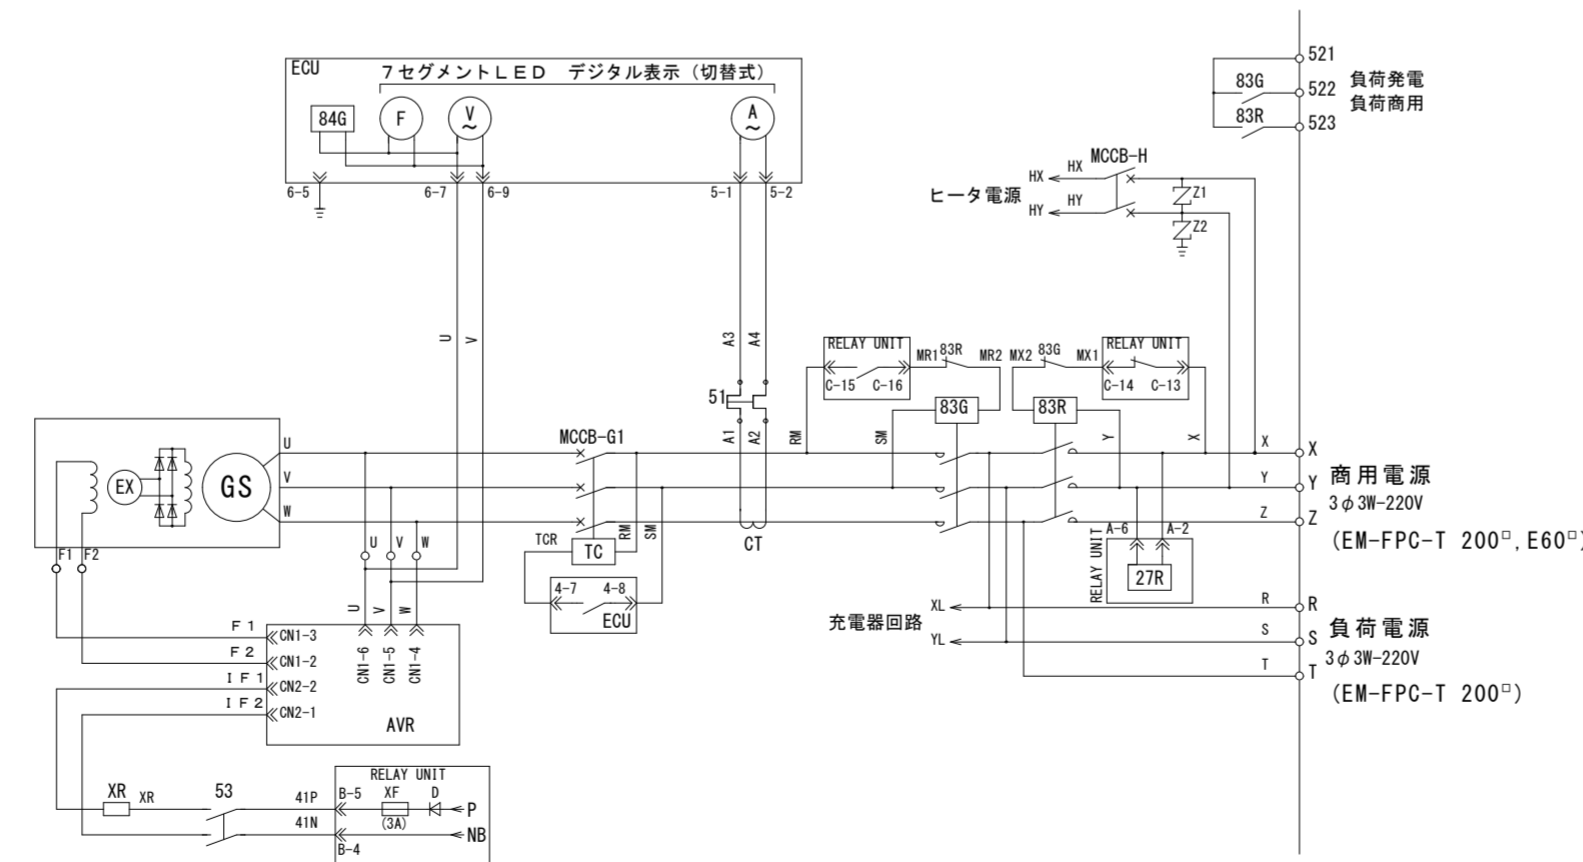 ECU
7セグメントLED デジタル表示(切替式)
84G
F
V
~
A
~
6-5
6-7
6-9
5-1
5-2
521
83G
522
負荷発電
負荷商用
83R
523
MCCB-H
HX
HX
ヒータ電源
HY
HY
Z1
Z2
U
V
A3
A4
RELAY UNIT
C-15
C-16
MR1
83R
MR2
MX2
83G
MX1
RELAY UNIT
C-14
C-13
51
83G
83R
A1
A2
RM
SM
Y
X
MCCB-G1
EX
GS
U
V
W
X
X
Y
Y
Z
Z
商用電源
3φ3W-220V
(EM-FPC-T 200□, E60□)
CT
TCR
TC
RM
SM
4-7
4-8
ECU
A-6
A-2
RELAY UNIT
27R
F1
F2
U
V
W
U
V
W
充電器回路
XL
YL
R
R
S
S
T
T
負荷電源
3φ3W-220V
(EM-FPC-T 200□)
F1
CN1-3
F2
CN1-2
IF1
CN2-2
IF2
CN2-1
CN1-6
CN1-5
CN1-4
AVR
XR
XR
53
41P
41N
RELAY UNIT
B-5
XF
D
P
(3A)
NB
B-4